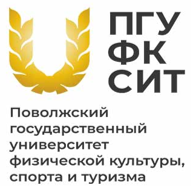 ПГУ
ФК
СИТ
Поволжский
государственный
университет
физической культуры,
спорта и туризма